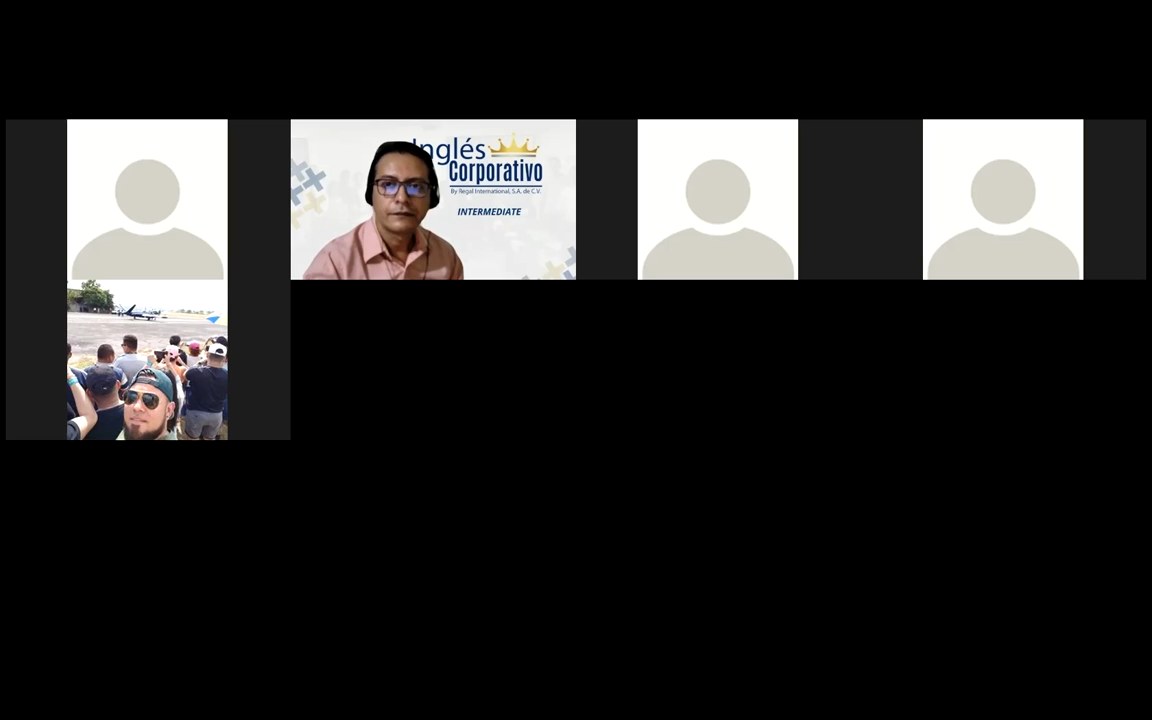 Inglés
Corporativo
By Regal International, S.A. de C.V.
INTERMEDIATE